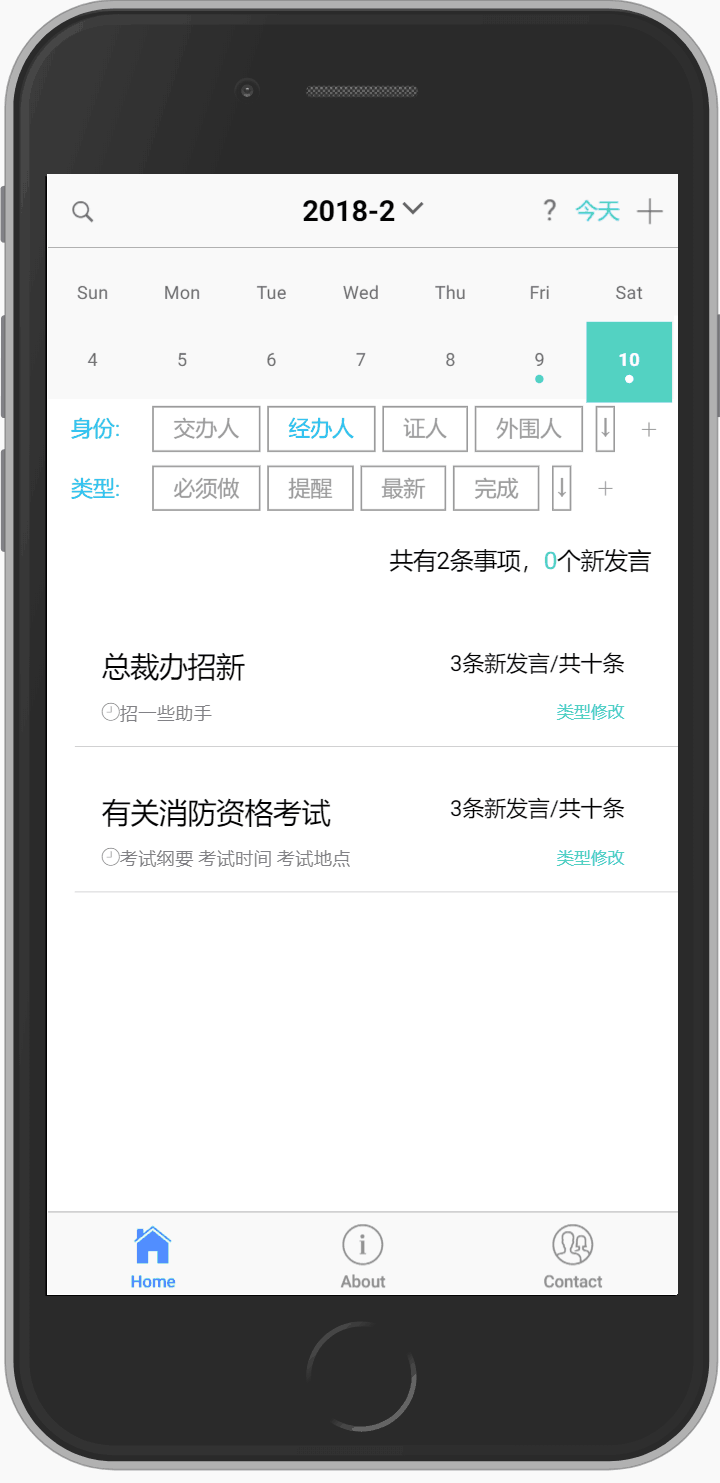 2018-2 ? 今天
Sun Mon Tue Wed Thu Fri Sat
4 5 6 7 8 9 10
身份: 交办人 经办人 证人 外围人 ↓ +
类型: 必须做 提醒 最新 完成 ↓ +
共有2条事项，0个新发言
总裁办招新 3条新发言/共十条
招一些助手 类型修改
有关消防资格考试 3条新发言/共十条
考试纲要 考试时间 考试地点 类型修改
Home About Contact